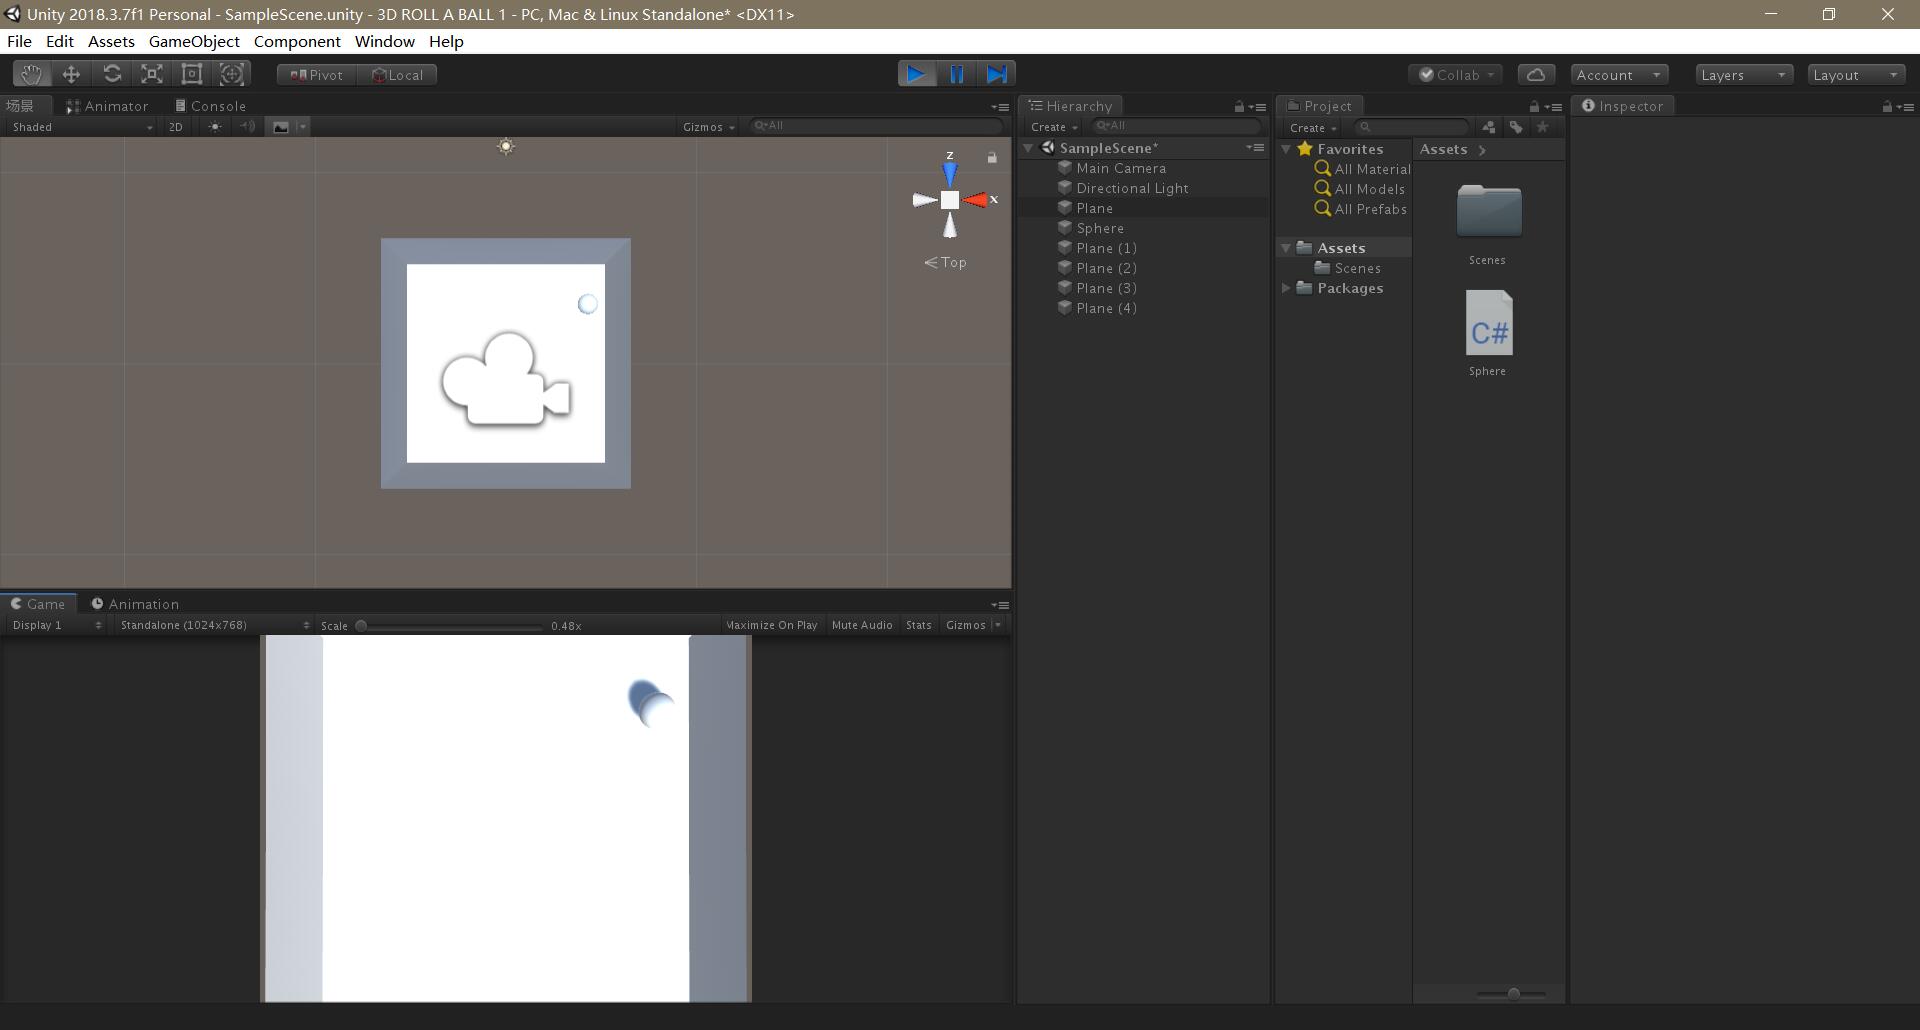 Unity 2018.3.7f1 Personal - SampleScene.unity - 3D ROLL A BALL 1 - PC, Mac & Linux Standalone* <DX11>
File Edit Assets GameObject Component Window Help
Pivot Local Collab Account Layers Layout
场景 Animator Console
Shaded 2D Gizmos All
z
x
Top
Game Animation
Display 1 Standalone (1024x768) Scale 0.48x Maximize On Play Mute Audio Stats Gizmos
Hierarchy
Create All
SampleScene*
Main Camera
Directional Light
Plane
Sphere
Plane (1)
Plane (2)
Plane (3)
Plane (4)
Project
Create
Favorites
All Material
All Models
All Prefabs
Assets
Scenes
Packages
Assets
Scenes
C#
Sphere
Inspector